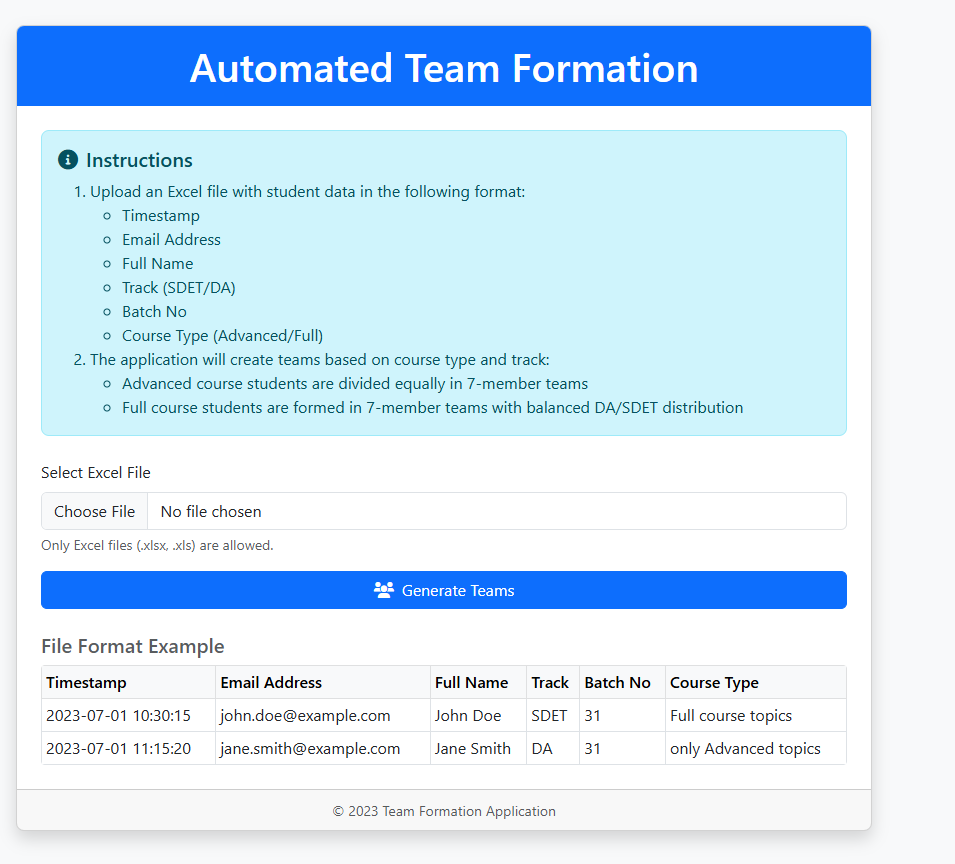 Automated Team Formation
Instructions
1. Upload an Excel file with student data in the following format:
Timestamp
Email Address
Full Name
Track (SDET/DA)
Batch No
Course Type (Advanced/Full)
2. The application will create teams based on course type and track:
Advanced course students are divided equally in 7-member teams
Full course students are formed in 7-member teams with balanced DA/SDET distribution
Select Excel File
Choose File No file chosen
Only Excel files (.xlsx, .xls) are allowed.
Generate Teams
File Format Example
Timestamp Email Address Full Name Track Batch No Course Type
2023-07-01 10:30:15 john.doe@example.com John Doe SDET 31 Full course topics
2023-07-01 11:15:20 jane.smith@example.com Jane Smith DA 31 only Advanced topics
© 2023 Team Formation Application